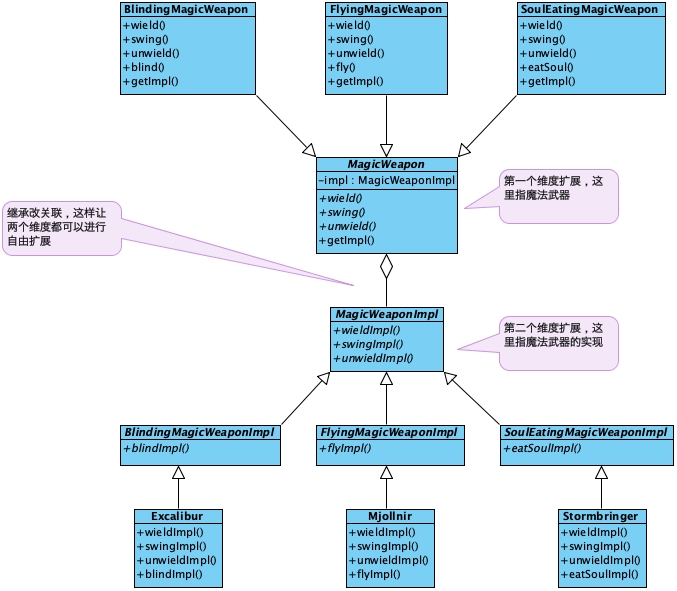 BlindingMagicWeapon
+wield()
+swing()
+unwield()
+blind()
+getImpl()
FlyingMagicWeapon
+wield()
+swing()
+unwield()
+fly()
+getImpl()
SoulEatingMagicWeapon
+wield()
+swing()
+unwield()
+eatSoul()
+getImpl()
MagicWeapon
-impl : MagicWeaponImpl
+wield()
+swing()
+unwield()
+getImpl()
第一个维度扩展，这
里指魔法武器
继承改关联，这样让
两个维度都可以进行
自由扩展
MagicWeaponImpl
+wieldImpl()
+swingImpl()
+unwieldImpl()
第二个维度扩展，这
里指魔法武器的实现
BlindingMagicWeaponImpl
+blindImpl()
FlyingMagicWeaponImpl
+flyImpl()
SoulEatingMagicWeaponImpl
+eatSoulImpl()
Excalibur
+wieldImpl()
+swingImpl()
+unwieldImpl()
+blindImpl()
Mjollnir
+wieldImpl()
+swingImpl()
+unwieldImpl()
+flyImpl()
Stormbringer
+wieldImpl()
+swingImpl()
+unwieldImpl()
+eatSoulImpl()